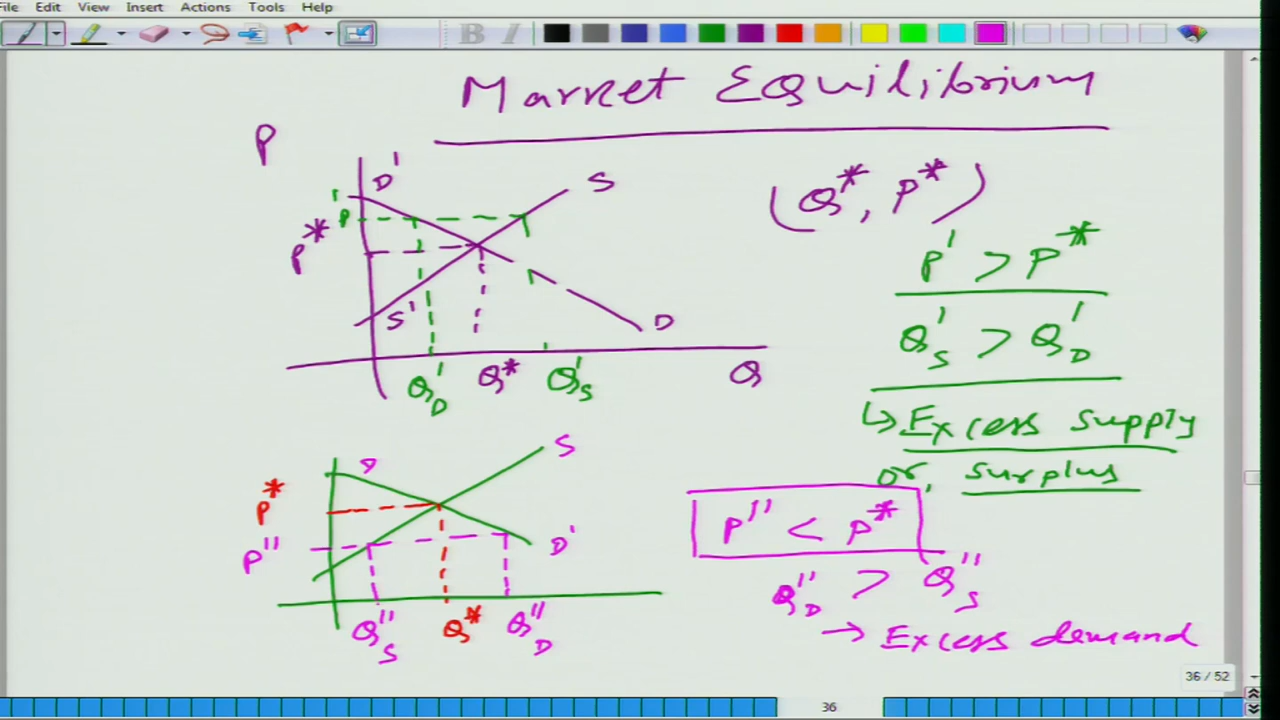 File Edit View Insert Actions Tools Help
B I
Market Equilibrium
P
D'
S
(Q*, P*)
P'
P*
P' > P*
S'
D
Q'S > Q'D
Q'D Q* Q'S Q
↳ Excess supply
or, surplus
D
S
P*
P'' < P*
P''
D'
Q''D > Q''S
Q''S Q* Q''D
→ Excess demand
36 / 52
36